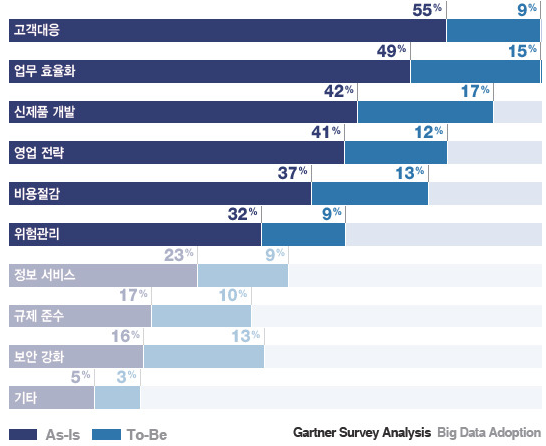 55% 9%
고객대응
49% 15%
업무 효율화
42% 17%
신제품 개발
41% 12%
영업 전략
37% 13%
비용절감
32% 9%
위험관리
23% 9%
정보 서비스
17% 10%
규제 준수
16% 13%
보안 강화
5% 3%
기타
As-Is To-Be Gartner Survey Analysis Big Data Adoption